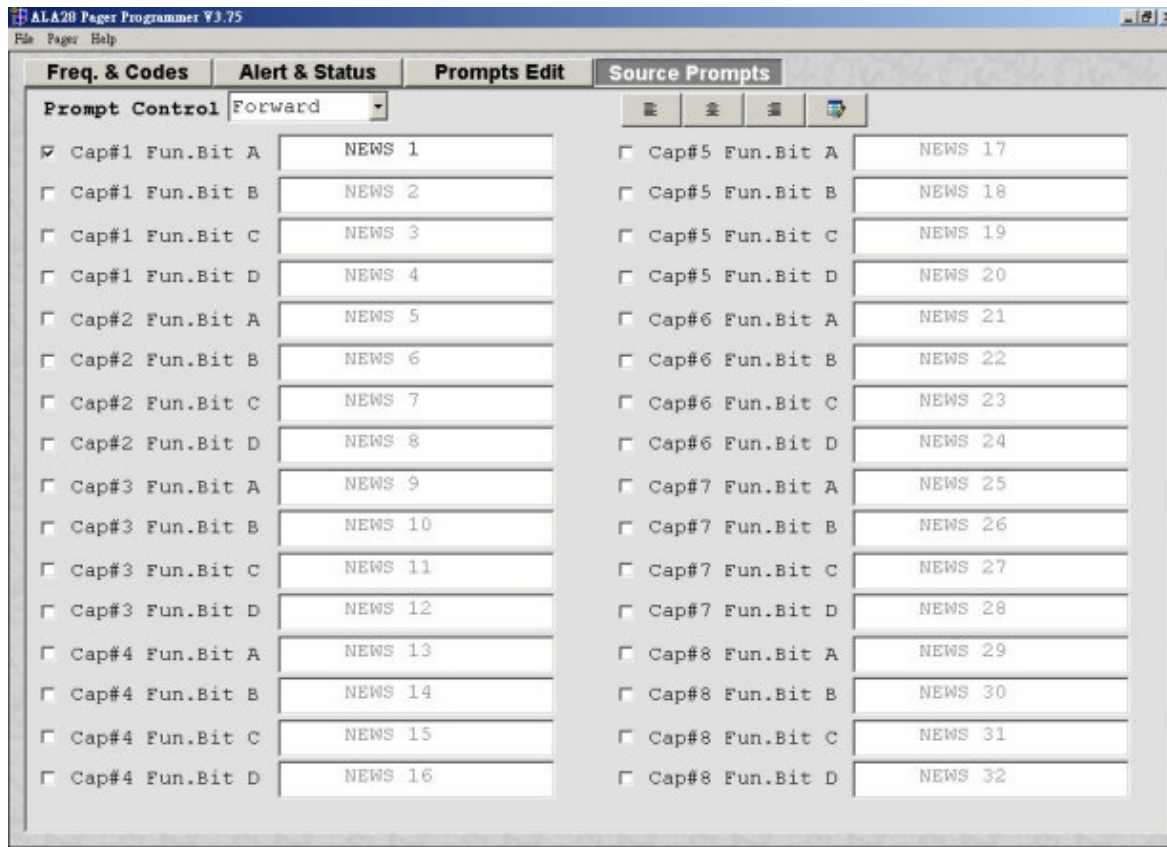 ALA28 Pager Programmer V3.75
File Pager Help
Freq. & Codes Alert & Status Prompts Edit Source Prompts
Prompt Control Forward
Cap#1 Fun.Bit A NEWS 1
Cap#1 Fun.Bit B NEWS 2
Cap#1 Fun.Bit C NEWS 3
Cap#1 Fun.Bit D NEWS 4
Cap#2 Fun.Bit A NEWS 5
Cap#2 Fun.Bit B NEWS 6
Cap#2 Fun.Bit C NEWS 7
Cap#2 Fun.Bit D NEWS 8
Cap#3 Fun.Bit A NEWS 9
Cap#3 Fun.Bit B NEWS 10
Cap#3 Fun.Bit C NEWS 11
Cap#3 Fun.Bit D NEWS 12
Cap#4 Fun.Bit A NEWS 13
Cap#4 Fun.Bit B NEWS 14
Cap#4 Fun.Bit C NEWS 15
Cap#4 Fun.Bit D NEWS 16
Cap#5 Fun.Bit A NEWS 17
Cap#5 Fun.Bit B NEWS 18
Cap#5 Fun.Bit C NEWS 19
Cap#5 Fun.Bit D NEWS 20
Cap#6 Fun.Bit A NEWS 21
Cap#6 Fun.Bit B NEWS 22
Cap#6 Fun.Bit C NEWS 23
Cap#6 Fun.Bit D NEWS 24
Cap#7 Fun.Bit A NEWS 25
Cap#7 Fun.Bit B NEWS 26
Cap#7 Fun.Bit C NEWS 27
Cap#7 Fun.Bit D NEWS 28
Cap#8 Fun.Bit A NEWS 29
Cap#8 Fun.Bit B NEWS 30
Cap#8 Fun.Bit C NEWS 31
Cap#8 Fun.Bit D NEWS 32